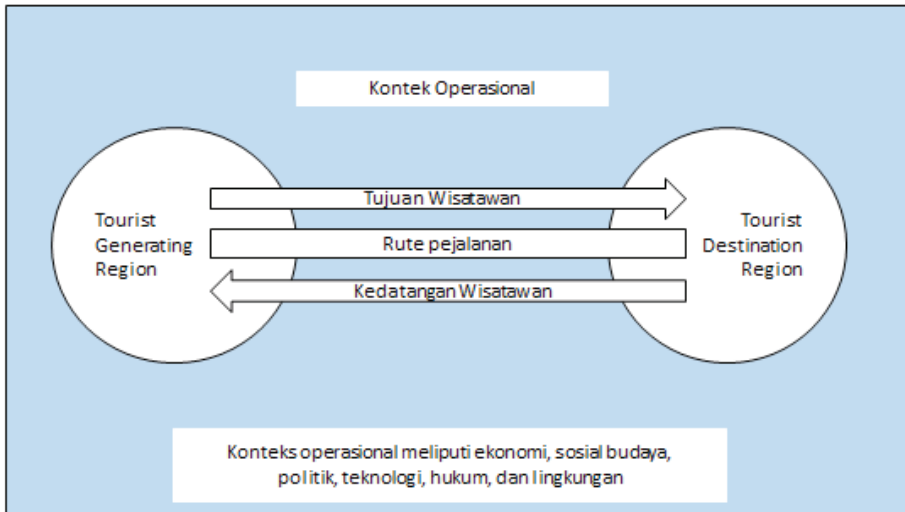 Kontek Operasional
Tujuan Wisatawan
Tourist
Generating
Region
Rute pejalanan
Tourist
Destination
Region
Kedatangan Wisatawan
Konteks operasional meliputi ekonomi, sosial budaya,
politik, teknologi, hukum, dan lingkungan